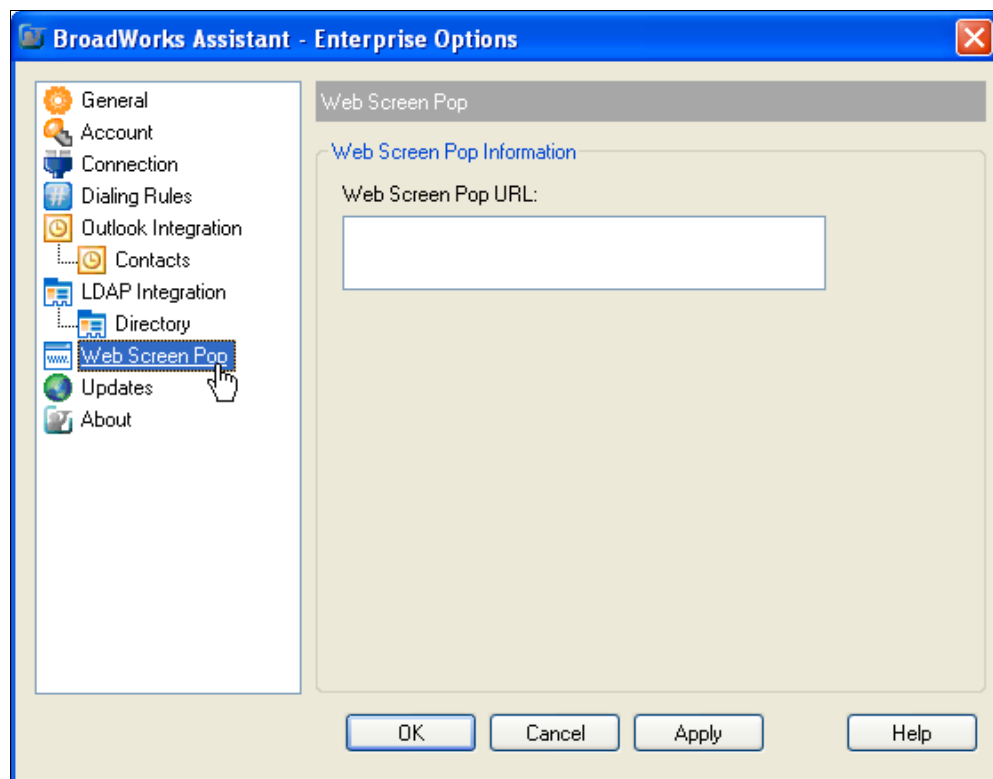 BroadWorks Assistant - Enterprise Options
General
Account
Connection
Dialing Rules
Outlook Integration
Contacts
LDAP Integration
Directory
www.
Web Screen Pop
Updates
About
Web Screen Pop
Web Screen Pop Information
Web Screen Pop URL:
OK
Cancel
Apply
Help